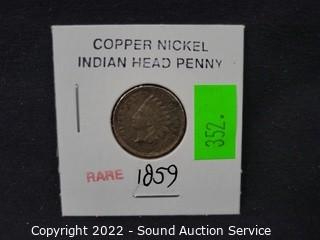 COPPER NICKEL
INDIAN HEAD PENNY
352.
RARE
1859
Copyright 2022 - Sound Auction Service